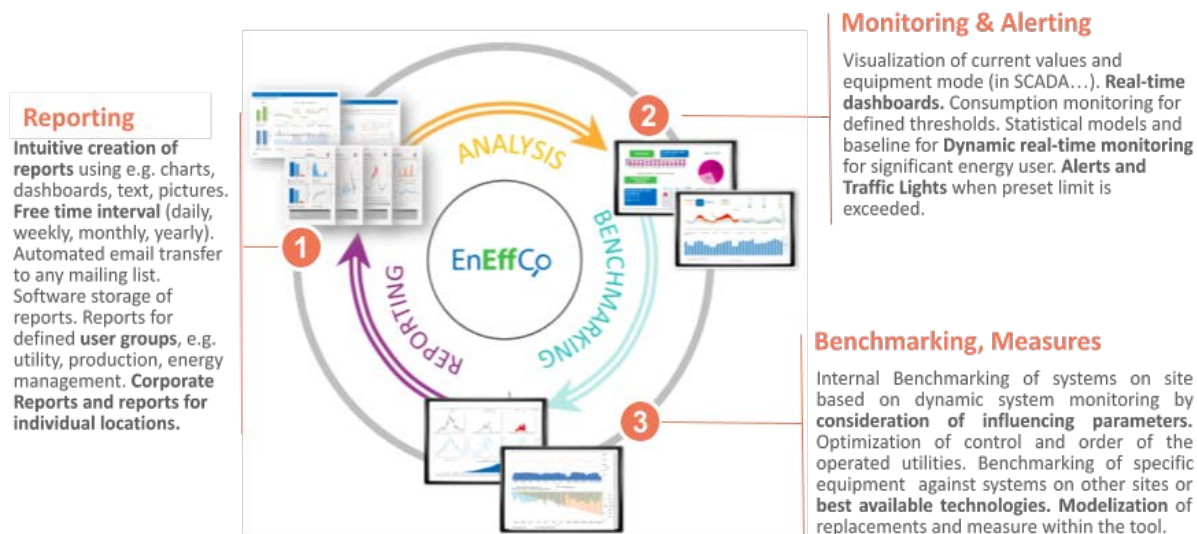 Reporting
Intuitive creation of
reports using e.g. charts,
dashboards, text, pictures.
Free time interval (daily,
weekly, monthly, yearly).
Automated email transfer
to any mailing list.
Software storage of
reports. Reports for
defined user groups, e.g.
utility, production, energy
management. Corporate
Reports and reports for
individual locations.
1
ANALYSIS
2
BENCHMARKING
EnEffCo
REPORTING
3
Monitoring & Alerting
Visualization of current values and
equipment mode (in SCADA…). Real-time
dashboards. Consumption monitoring for
defined thresholds. Statistical models and
baseline for Dynamic real-time monitoring
for significant energy user. Alerts and
Traffic Lights when preset limit is
exceeded.
Benchmarking, Measures
Internal Benchmarking of systems on site
based on dynamic system monitoring by
consideration of influencing parameters.
Optimization of control and order of the
operated utilities. Benchmarking of specific
equipment against systems on other sites or
best available technologies. Modelization of
replacements and measure within the tool.